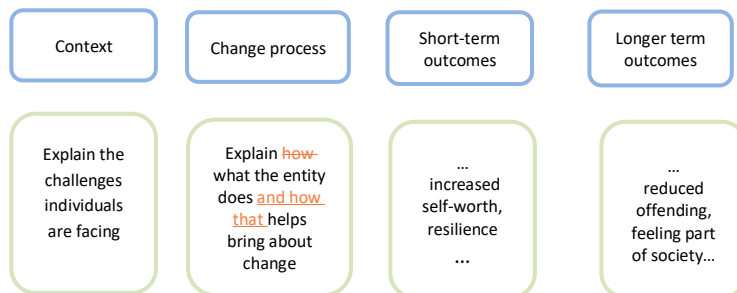 Context
Change process
Short-term
outcomes
Longer term
outcomes
Explain the
challenges
individuals
are facing
Explain how
what the entity
does and how
that helps
bring about
change
...
increased
self-worth,
resilience
...
...
reduced
offending,
feeling part
of society...